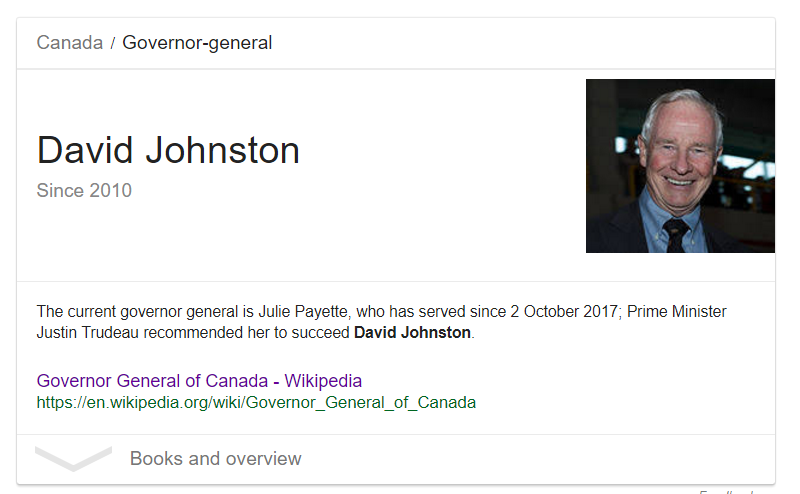 Canada / Governor-general
David Johnston
Since 2010
The current governor general is Julie Payette, who has served since 2 October 2017; Prime Minister
Justin Trudeau recommended her to succeed David Johnston.
Governor General of Canada - Wikipedia
https://en.wikipedia.org/wiki/Governor_General_of_Canada
Books and overview